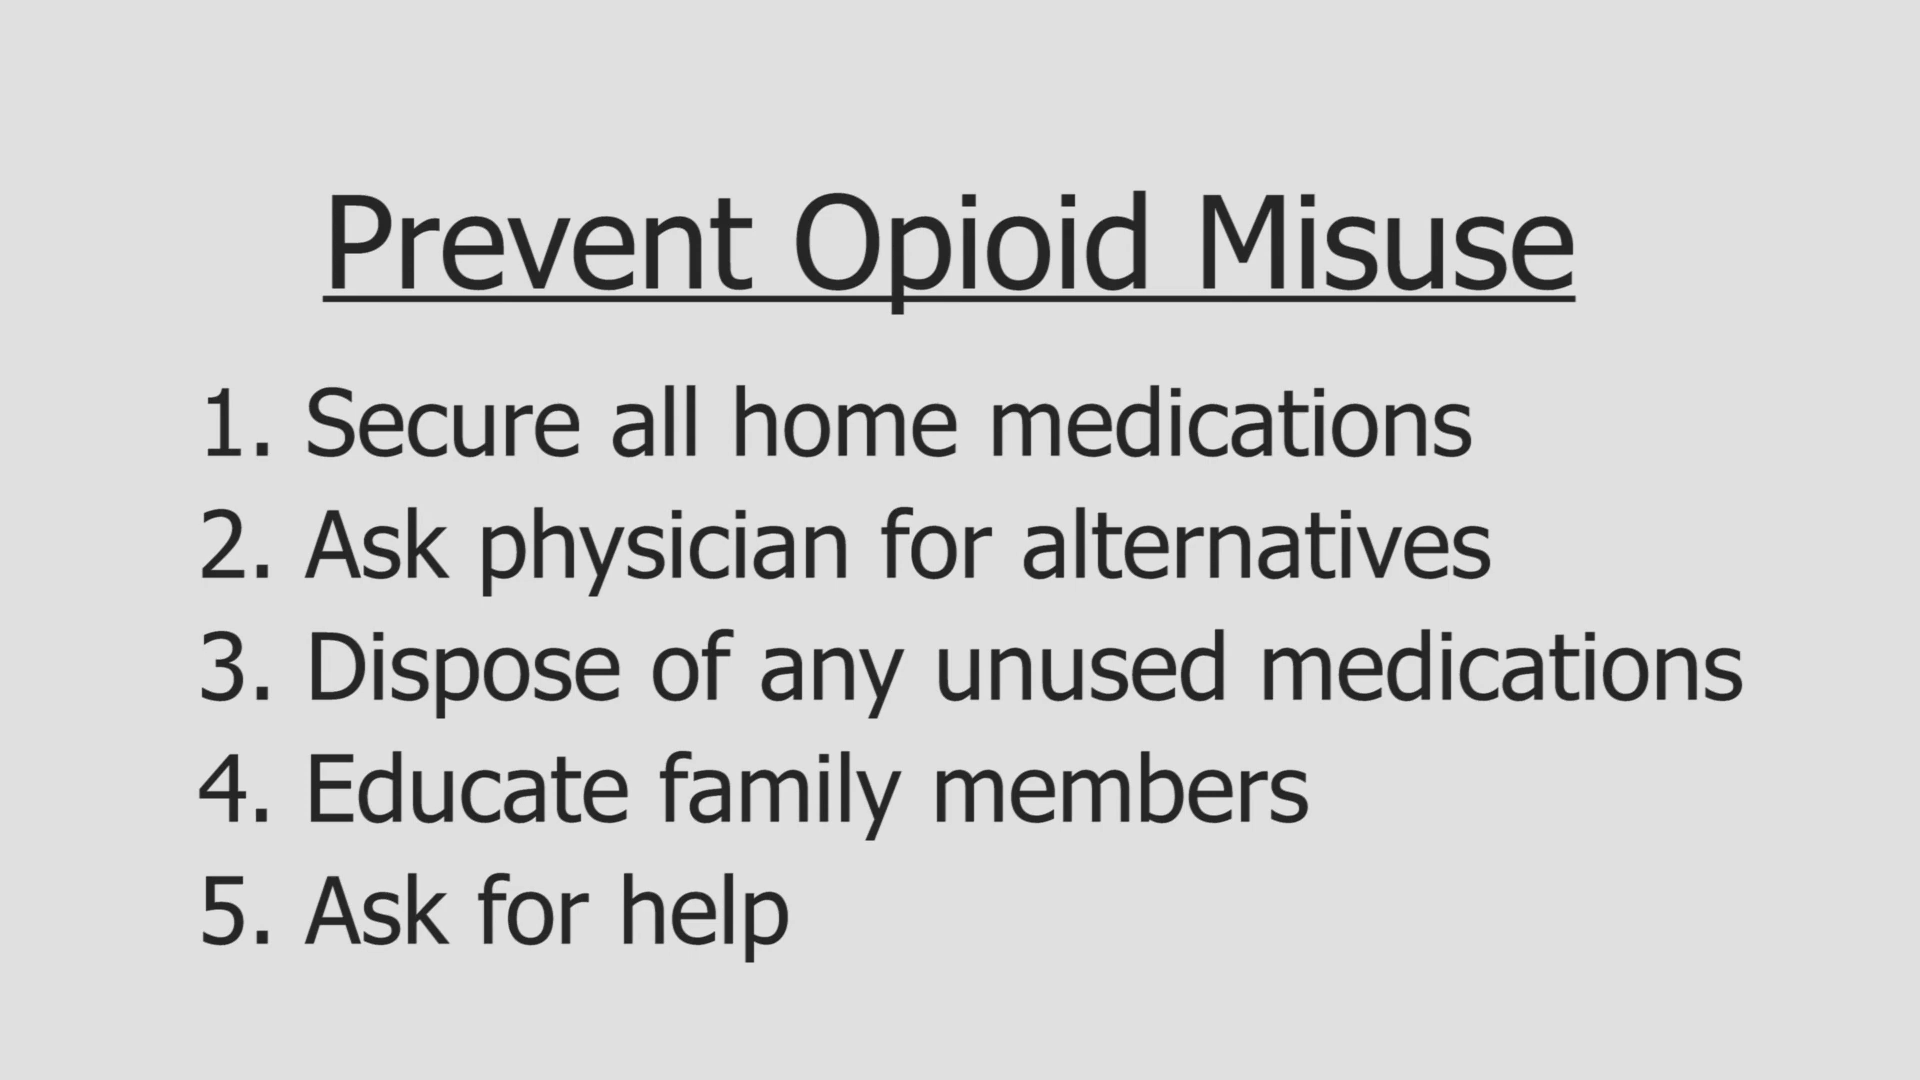 Prevent Opioid Misuse
1. Secure all home medications
2. Ask physician for alternatives
3. Dispose of any unused medications
4. Educate family members
5. Ask for help